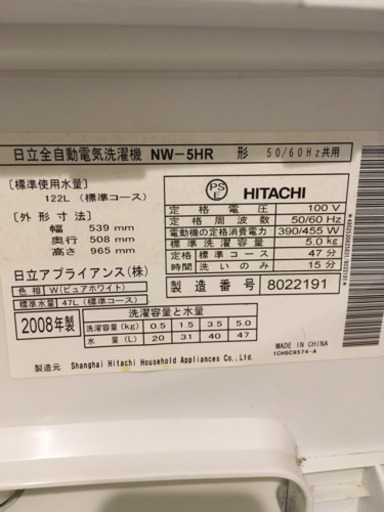 日立全自動電気洗濯機 NW-5HR 形 50/60Hz共用
〔標準使用水量〕
122L（標準コース）
〔外形寸法〕
幅 539 mm
奥行 508 mm
高さ 965 mm
日立アプライアンス(株)
色相 W(ピュアホワイト)
標準水量 47L（標準コース）
PSE HITACHI
定格電圧 100 V
定格周波数 50/60 Hz
電動機の定格消費電力 390/455 W
標準洗濯容量 5.0 kg
定格標準コース 47分
時間洗いのみ 15分
製造番号 8022191
2008年製
洗濯容量と水量
洗濯容量(kg) 0.5 1.5 3.5 5.0
水量(L) 20 31 40 47
製造元 Shanghai Hitachi Household Appliances Co., Ltd.
MADE IN CHINA